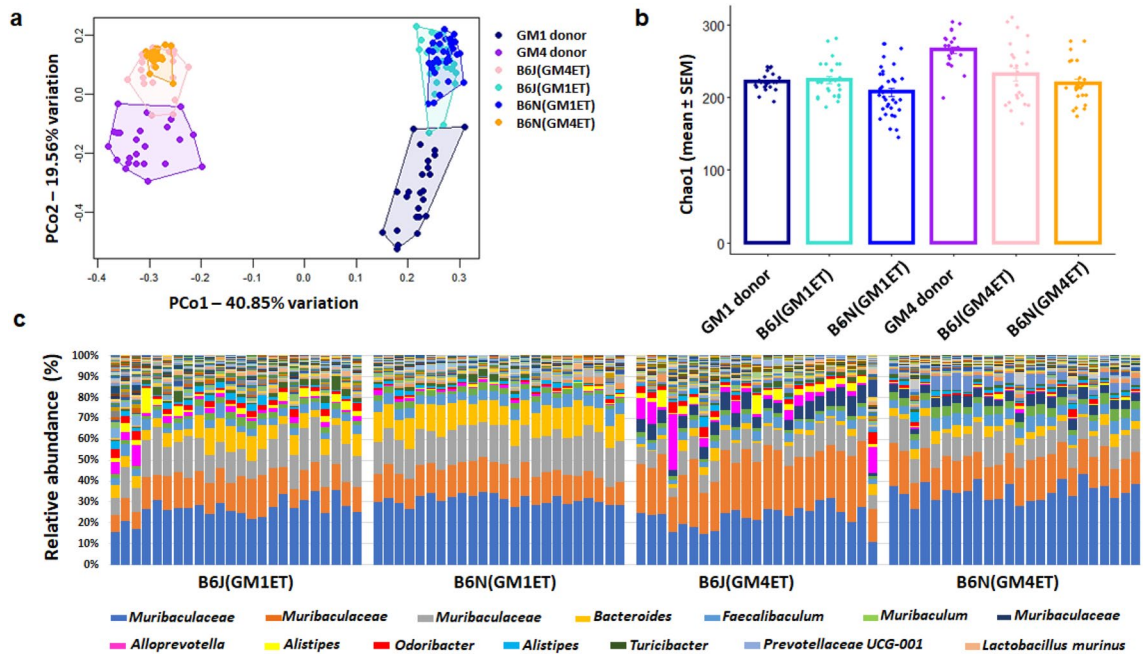 a
PCo2 – 19.56% variation
0.2
0.0
-0.2
-0.4
-0.4
-0.3
-0.2
-0.1
0.0
0.1
0.2
0.3
PCo1 – 40.85% variation
GM1 donor
GM4 donor
B6J(GM4ET)
B6J(GM1ET)
B6N(GM1ET)
B6N(GM4ET)
b
Chao1 (mean ± SEM)
300
200
100
0
GM1 donor
B6J(GM1ET)
B6N(GM1ET)
GM4 donor
B6J(GM4ET)
B6N(GM4ET)
c
Relative abundance (%)
100%
90%
80%
70%
60%
50%
40%
30%
20%
10%
0%
B6J(GM1ET) B6N(GM1ET) B6J(GM4ET) B6N(GM4ET)
Muribaculaceae Muribaculaceae Muribaculaceae Bacteroides Faecalibaculum Muribaculum Muribaculaceae
Alloprevotella Alistipes Odoribacter Alistipes Turicibacter Prevotellaceae UCG-001 Lactobacillus murinus